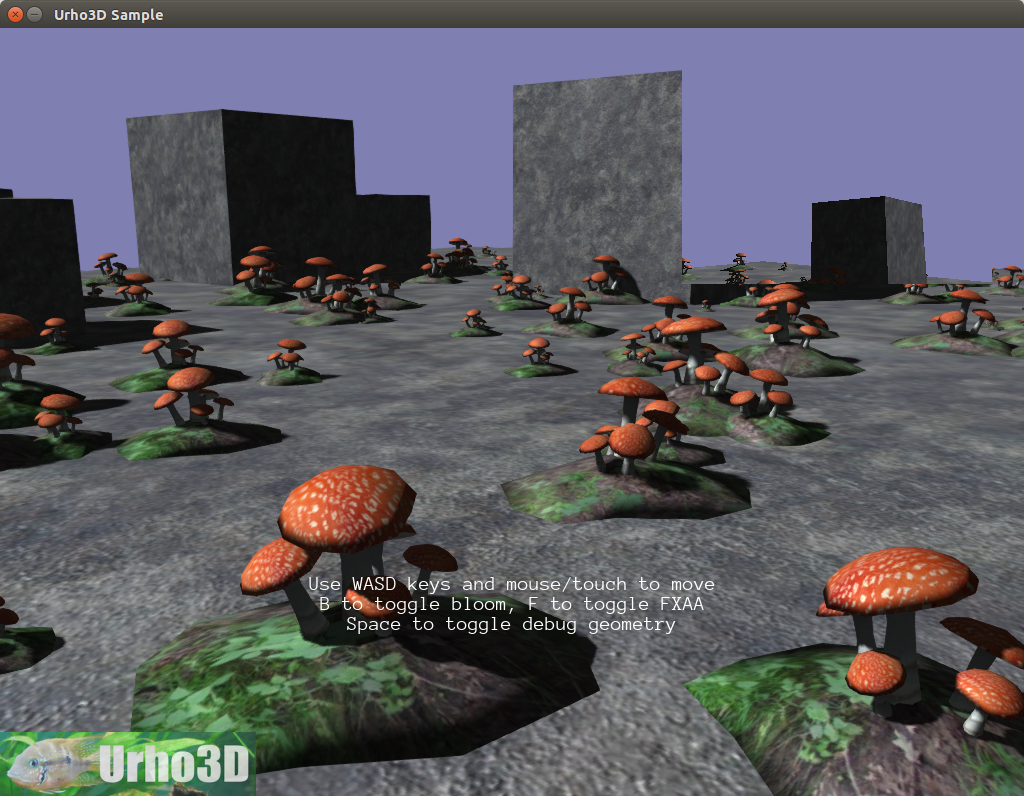 Urho3D Sample
Use WASD keys and mouse/touch to move
B to toggle bloom, F to toggle FXAA
Space to toggle debug geometry
Urho3D